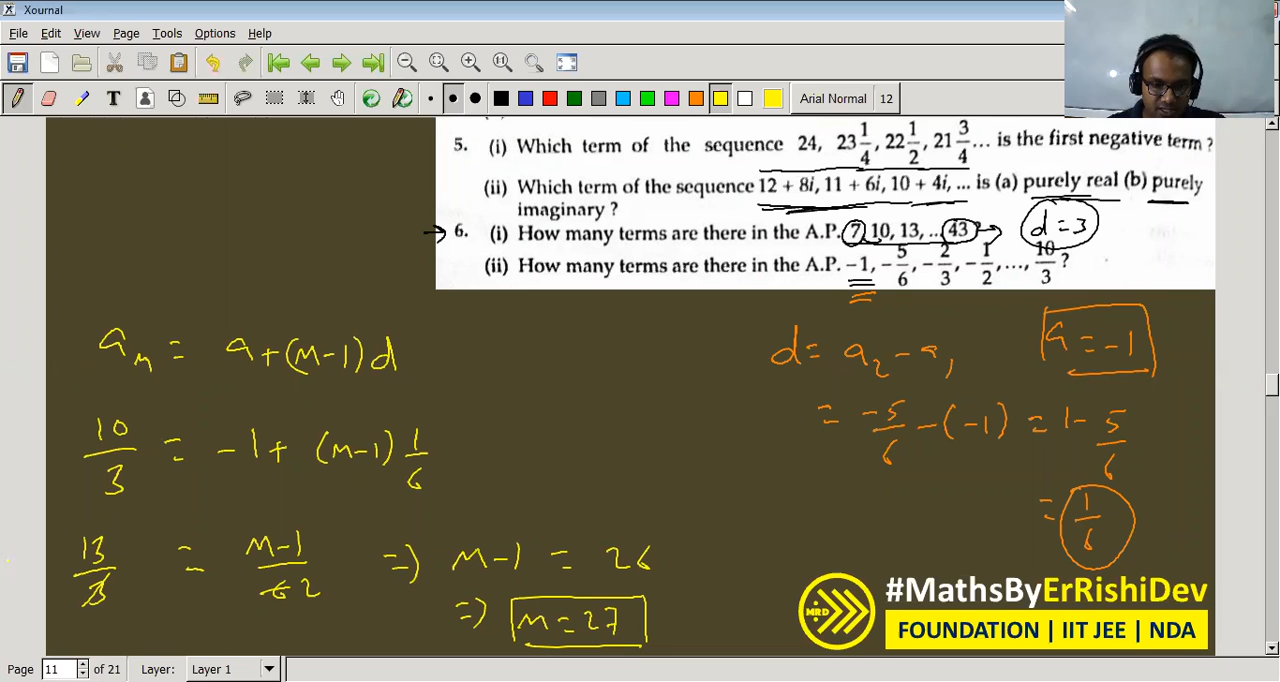 Xournal
File Edit View Page Tools Options Help
Arial Normal 12
5. (i) Which term of the sequence 24, 23 1/4, 22 1/2, 21 3/4 ... is the first negative term ?
(ii) Which term of the sequence 12 + 8i, 11 + 6i, 10 + 4i, ... is (a) purely real (b) purely
imaginary ?
6. (i) How many terms are there in the A.P. 7, 10, 13, ... 43? d = 3
(ii) How many terms are there in the A.P. −1, −5/6, −2/3, −1/2, ..., 10/3 ?
an = a + (n−1)d
10/3 = −1 + (n−1) 1/6
13/3 = n−1/6 2 => n−1 = 26
=> n = 27
d = a2 − a1 a = −1
= −5/6 − (−1) = 1 − 5/6
= 1/6
MRD
#MathsByErRishiDev
FOUNDATION | IIT JEE | NDA
Page 11 of 21 Layer: Layer 1